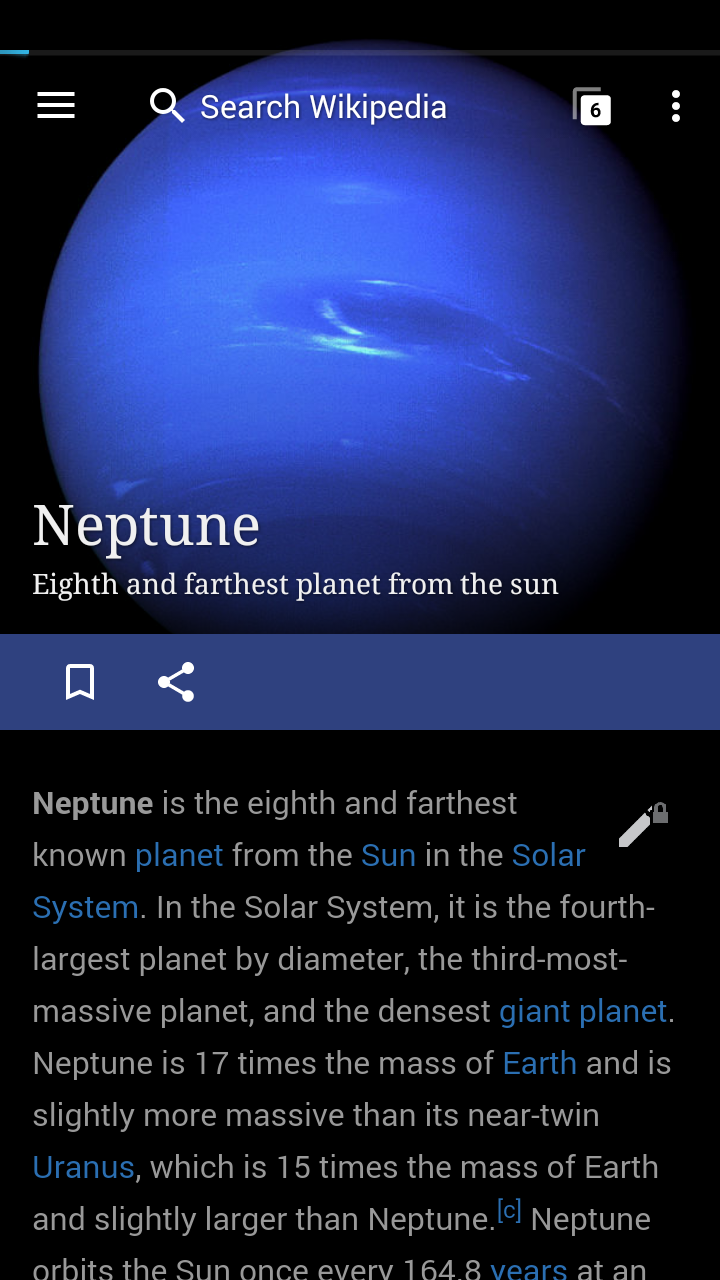 Search Wikipedia
6
Neptune
Eighth and farthest planet from the sun
Neptune is the eighth and farthest
known planet from the Sun in the Solar
System. In the Solar System, it is the fourth-
largest planet by diameter, the third-most-
massive planet, and the densest giant planet.
Neptune is 17 times the mass of Earth and is
slightly more massive than its near-twin
Uranus, which is 15 times the mass of Earth
and slightly larger than Neptune.[c] Neptune
orbits the Sun once every 164.8 years at an